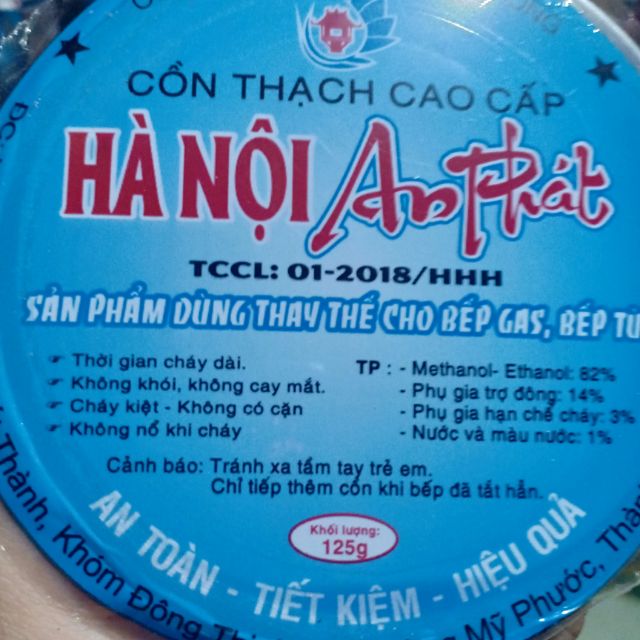 CỒN THẠCH CAO CẤP
HÀ NỘI An Phát
TCCL: 01-2018/HHH
SẢN PHẨM DÙNG THAY THẾ CHO BẾP GAS, BẾP TỪ
Thời gian cháy dài.
Không khói, không cay mắt.
Cháy kiệt - Không có cặn
Không nổ khi cháy
TP : - Methanol- Ethanol: 82%
- Phụ gia trợ đông: 14%
- Phụ gia hạn chế cháy: 3%
- Nước và màu nước: 1%
Cảnh báo: Tránh xa tầm tay trẻ em.
Chỉ tiếp thêm cồn khi bếp đã tắt hẳn.
Khối lượng:
125g
AN TOÀN - TIẾT KIỆM - HIỆU QUẢ
Thành, Khóm Đông Mỹ Phước,